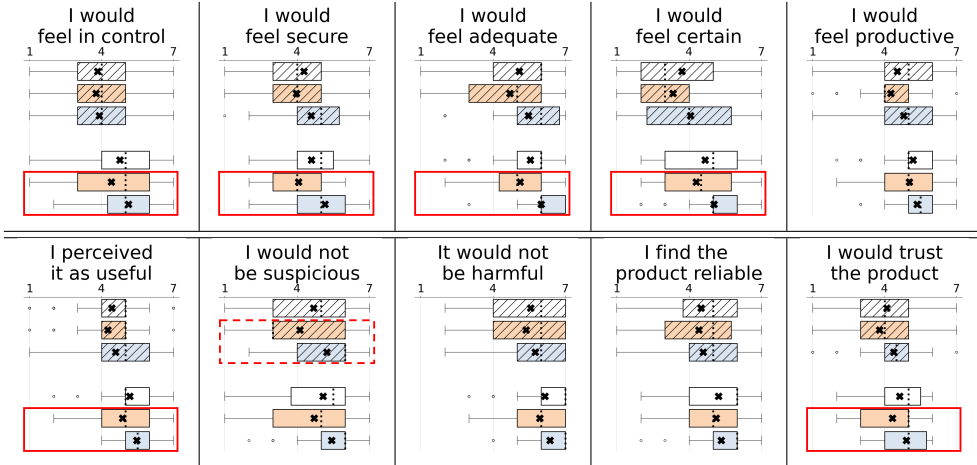 I would
feel in control
1 4 7
I would
feel secure
1 4 7
I would
feel adequate
1 4 7
I would
feel certain
1 4 7
I would
feel productive
1 4 7
I perceived
it as useful
1 4 7
I would not
be suspicious
1 4 7
It would not
be harmful
1 4 7
I find the
product reliable
1 4 7
I would trust
the product
1 4 7